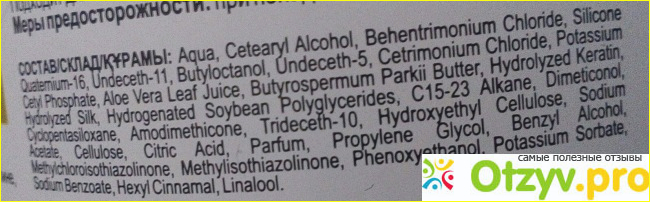 Меры предосторожности: При
СОСТАВ/СКЛАД/ҚҰРАМЫ: Aqua, Cetearyl Alcohol, Behentrimonium Chloride, Silicone
Quaternium-16, Undeceth-11, Butyloctanol, Undeceth-5, Cetrimonium Chloride, Potassium
Cetyl Phosphate, Aloe Vera Leaf Juice, Butyrospermum Parkii Butter, Hydrolyzed Keratin,
Hydrolyzed Silk, Hydrogenated Soybean Polyglycerides, C15-23 Alkane, Dimeticonol,
Cyclopentasiloxane, Amodimethicone, Trideceth-10, Hydroxyethyl Cellulose, Sodium
Acetate, Cellulose, Citric Acid, Parfum, Propylene Glycol, Benzyl Alcohol,
Methylchloroisothiazolinone, Methylisothiazolinone, Phenoxyethanol, Potassium Sorbate,
Sodium Benzoate, Hexyl Cinnamal, Linalool.
самые полезные отзывы
Otzyv.pro